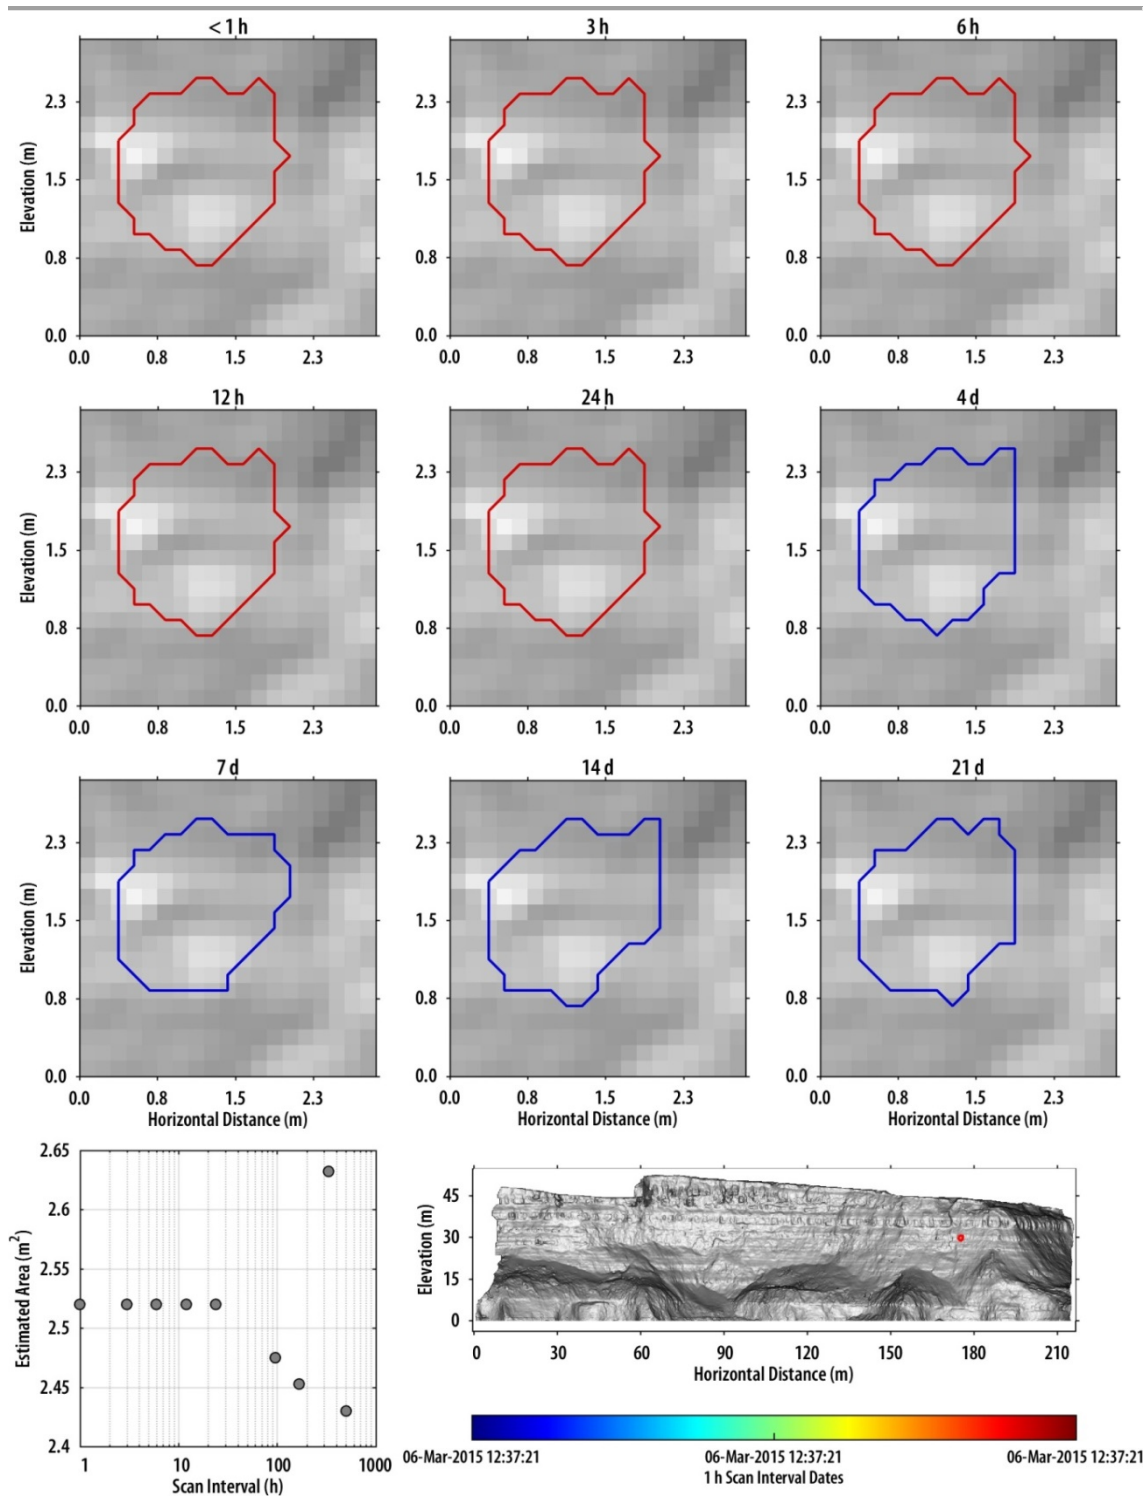 < 1 h 3 h 6 h
2.3 2.3 2.3
1.5 1.5 1.5
0.8 0.8 0.8
0.0 0.0 0.0
Elevation (m)
0.0 0.8 1.5 2.3 0.0 0.8 1.5 2.3 0.0 0.8 1.5 2.3
12 h 24 h 4 d
2.3 2.3 2.3
1.5 1.5 1.5
0.8 0.8 0.8
0.0 0.0 0.0
Elevation (m)
0.0 0.8 1.5 2.3 0.0 0.8 1.5 2.3 0.0 0.8 1.5 2.3
7 d 14 d 21 d
2.3 2.3 2.3
1.5 1.5 1.5
0.8 0.8 0.8
0.0 0.0 0.0
Elevation (m)
0.0 0.8 1.5 2.3 0.0 0.8 1.5 2.3 0.0 0.8 1.5 2.3
Horizontal Distance (m) Horizontal Distance (m) Horizontal Distance (m)
2.65
2.6
2.55
2.5
2.45
2.4
Estimated Area (m²)
1 10 100 1000
Scan Interval (h)
45
30
15
0
Elevation (m)
0 30 60 90 120 150 180 210
Horizontal Distance (m)
06-Mar-2015 12:37:21 06-Mar-2015 12:37:21 06-Mar-2015 12:37:21
1 h Scan Interval Dates